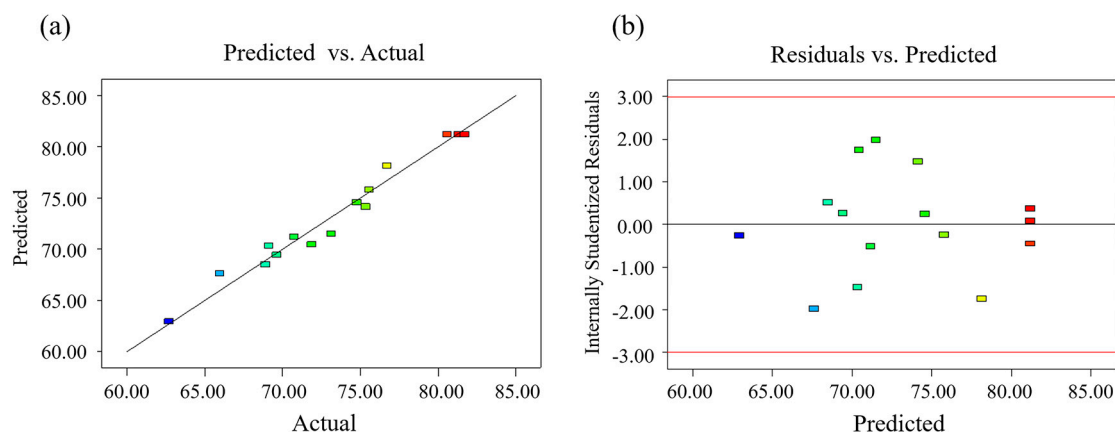 (a)
Predicted vs. Actual
85.00
80.00
75.00
70.00
65.00
60.00
Predicted
60.00 65.00 70.00 75.00 80.00 85.00
Actual
(b)
Residuals vs. Predicted
3.00
2.00
1.00
0.00
-1.00
-2.00
-3.00
Internally Studentized Residuals
60.00 65.00 70.00 75.00 80.00 85.00
Predicted